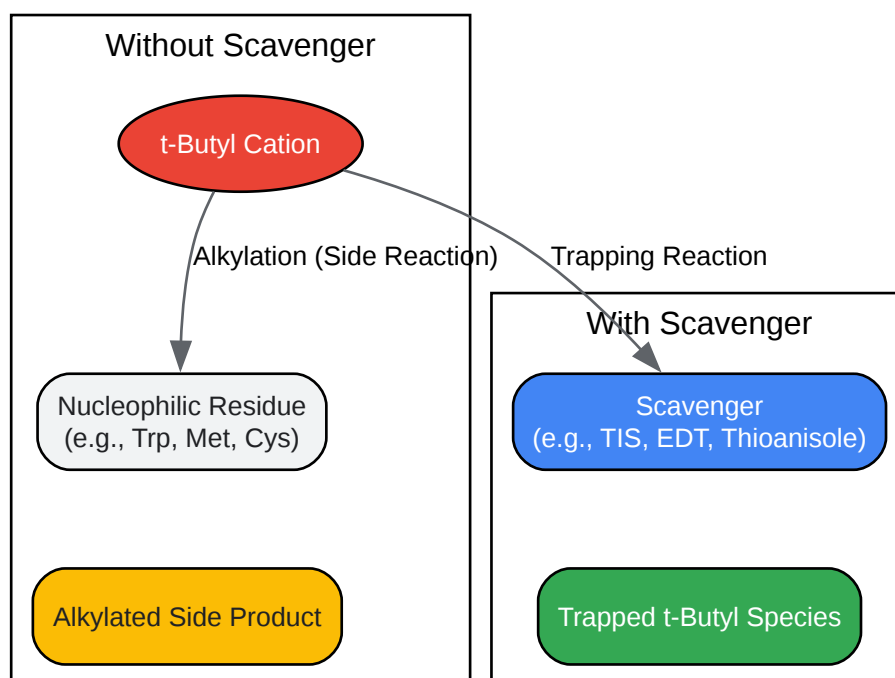 Without Scavenger
t-Butyl Cation
Alkylation (Side Reaction)
Trapping Reaction
With Scavenger
Nucleophilic Residue
(e.g., Trp, Met, Cys)
Scavenger
(e.g., TIS, EDT, Thioanisole)
Alkylated Side Product
Trapped t-Butyl Species